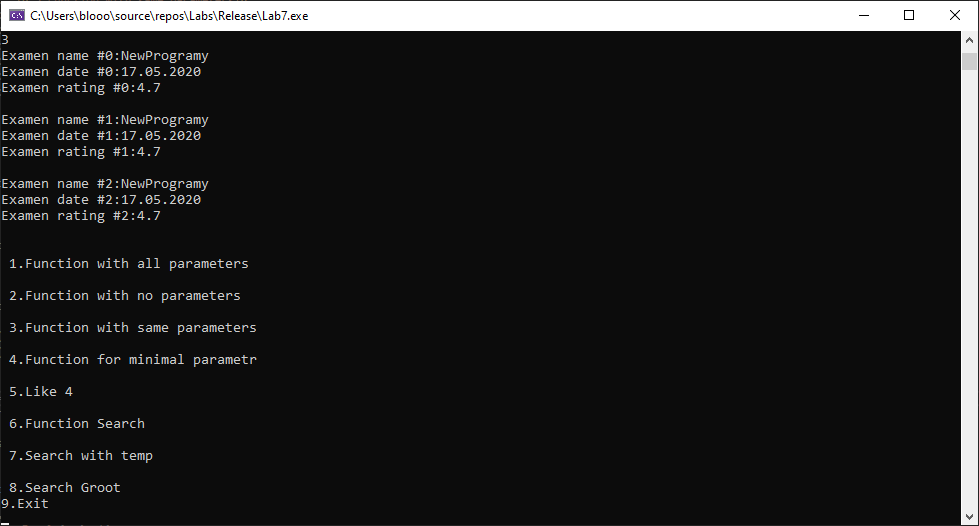 C:\Users\blooo\source\repos\Labs\Release\Lab7.exe
3
Examen name #0:NewProgramy
Examen date #0:17.05.2020
Examen rating #0:4.7
Examen name #1:NewProgramy
Examen date #1:17.05.2020
Examen rating #1:4.7
Examen name #2:NewProgramy
Examen date #2:17.05.2020
Examen rating #2:4.7
1.Function with all parameters
2.Function with no parameters
3.Function with same parameters
4.Function for minimal parametr
5.Like 4
6.Function Search
7.Search with temp
8.Search Groot
9.Exit